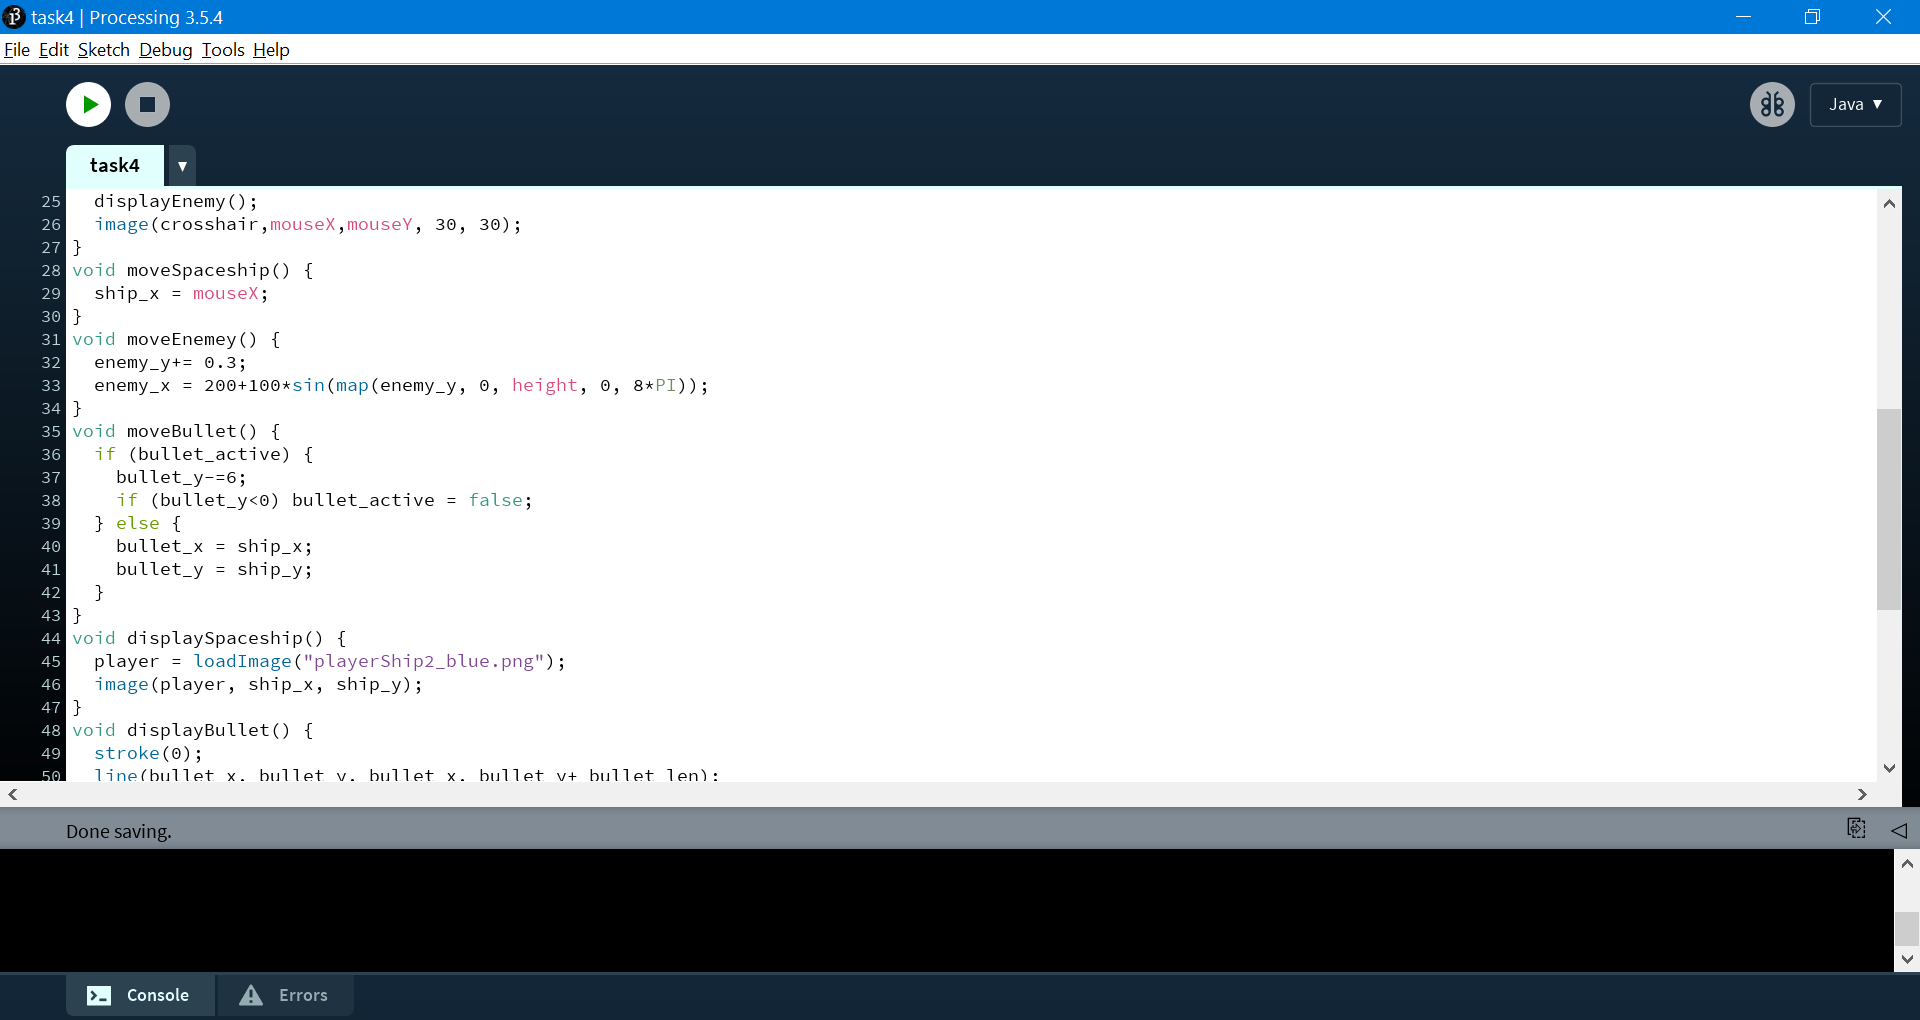 task4 | Processing 3.5.4
File Edit Sketch Debug Tools Help
Java ▼
task4 ▼
25   displayEnemy();
26   image(crosshair,mouseX,mouseY, 30, 30);
27 }
28 void moveSpaceship() {
29   ship_x = mouseX;
30 }
31 void moveEnemey() {
32   enemy_y+= 0.3;
33   enemy_x = 200+100*sin(map(enemy_y, 0, height, 0, 8*PI));
34 }
35 void moveBullet() {
36   if (bullet_active) {
37     bullet_y-=6;
38     if (bullet_y<0) bullet_active = false;
39   } else {
40     bullet_x = ship_x;
41     bullet_y = ship_y;
42   }
43 }
44 void displaySpaceship() {
45   player = loadImage("playerShip2_blue.png");
46   image(player, ship_x, ship_y);
47 }
48 void displayBullet() {
49   stroke(0);
50   line(bullet_x, bullet_y, bullet_x, bullet_y+ bullet_len);
Done saving.
Console
Errors